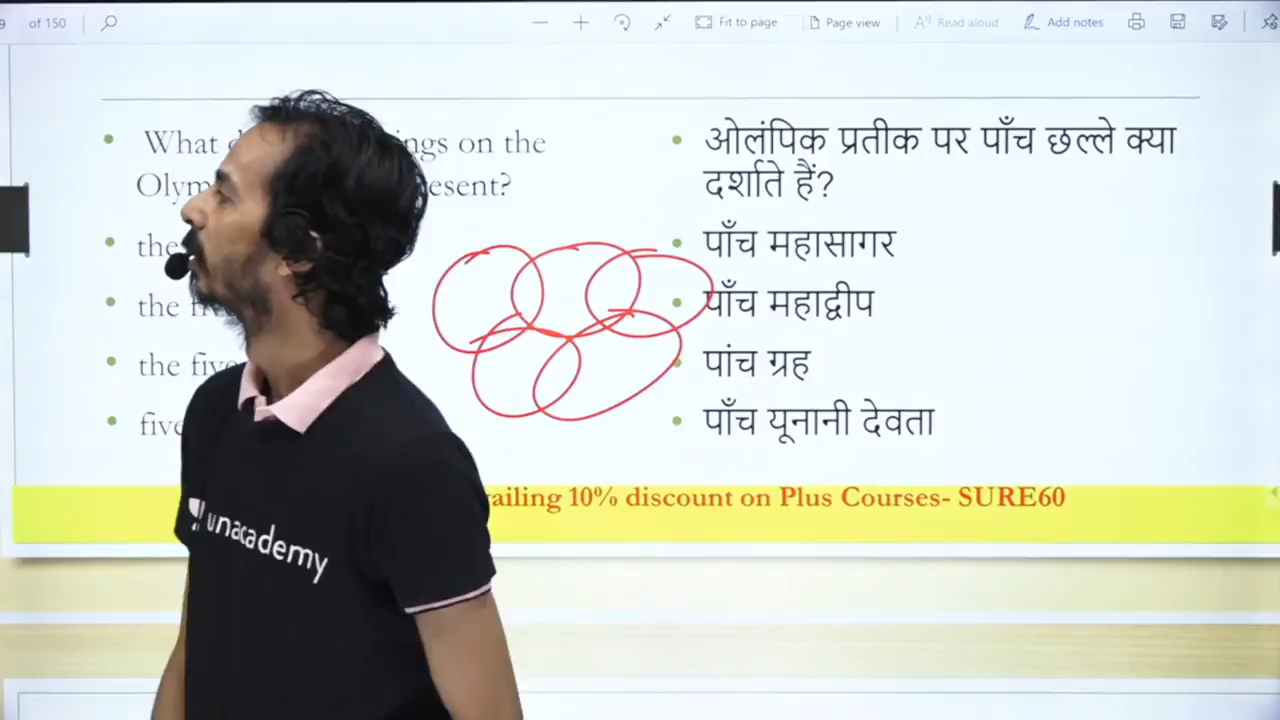 of 150
Fit to page
Page view
Read aloud
Add notes
What ngs on the
Olym esent?
the
the
the five
five
ओलंपिक प्रतीक पर पाँच छल्ले क्या
दर्शाते हैं?
पाँच महासागर
पाँच महाद्वीप
पांच ग्रह
पाँच यूनानी देवता
ailing 10% discount on Plus Courses- SURE60
unacademy